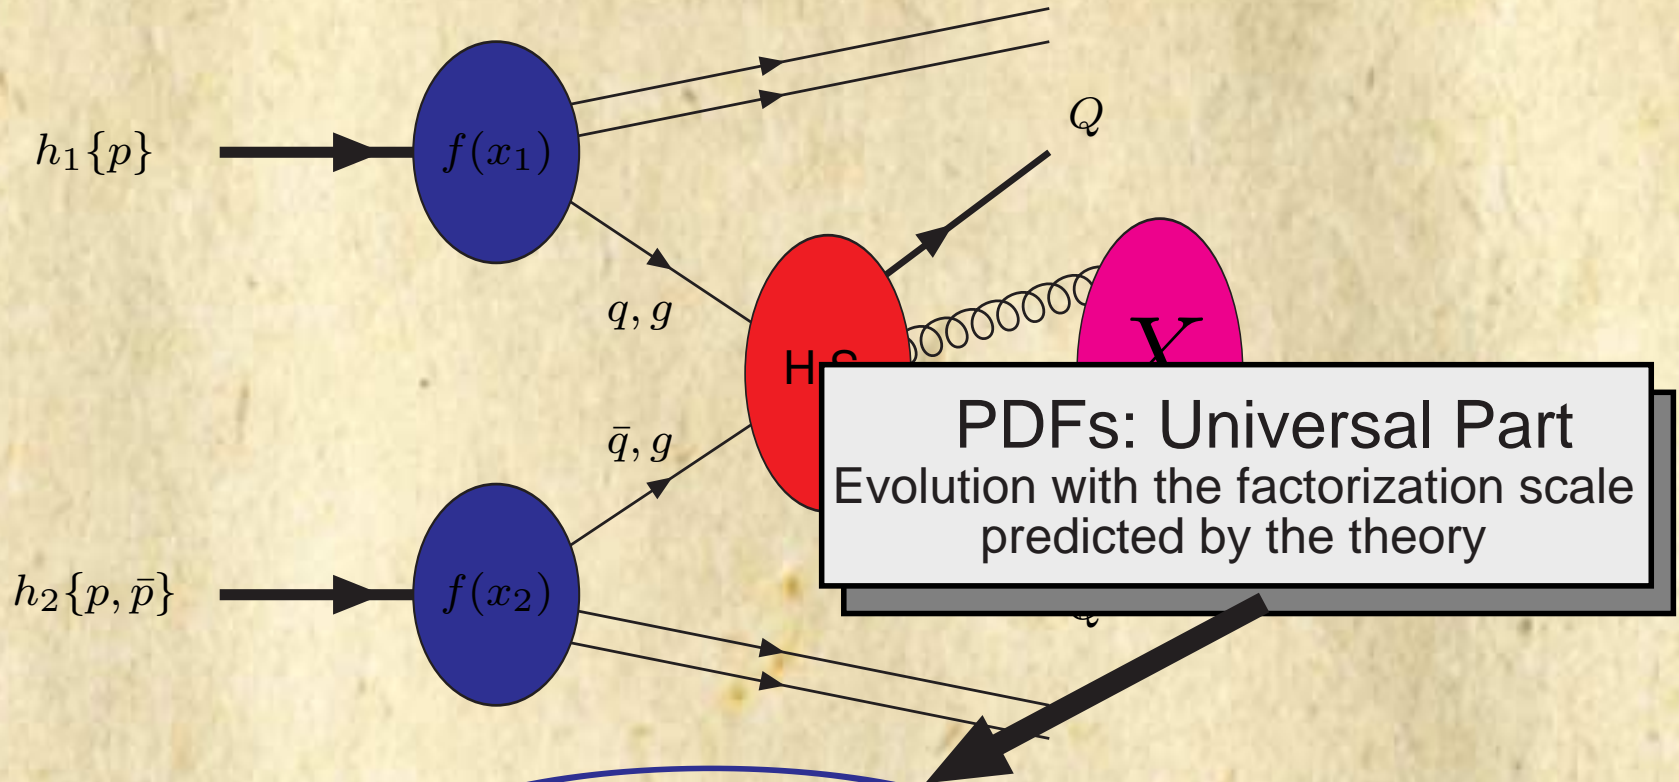 Q
h₁{p}
f(x₁)
q, g
H
X
PDFs: Universal Part
Evolution with the factorization scale
predicted by the theory
q̄, g
h₂{p, p̄}
f(x₂)